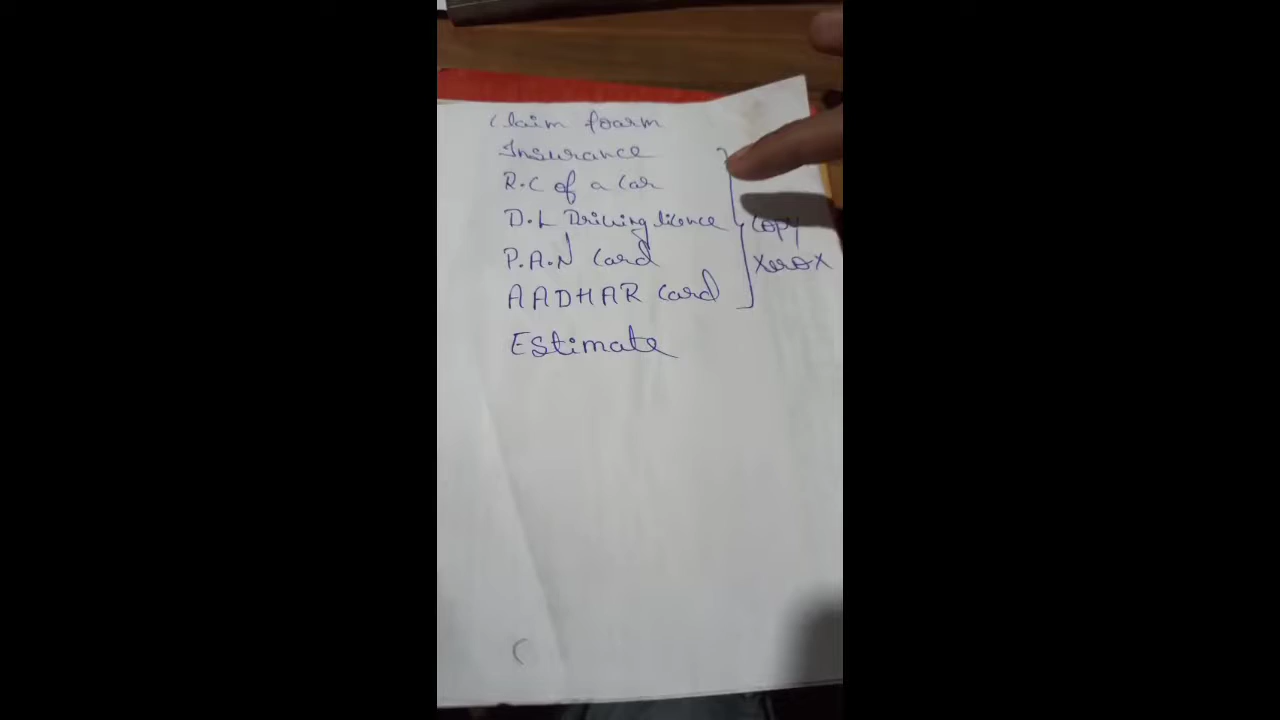 Claim foarm
Insurance
R.C of a Car
D.L Driving licence
P.A.N Card
AADHAR Card
Estimate
Copy
Xerox